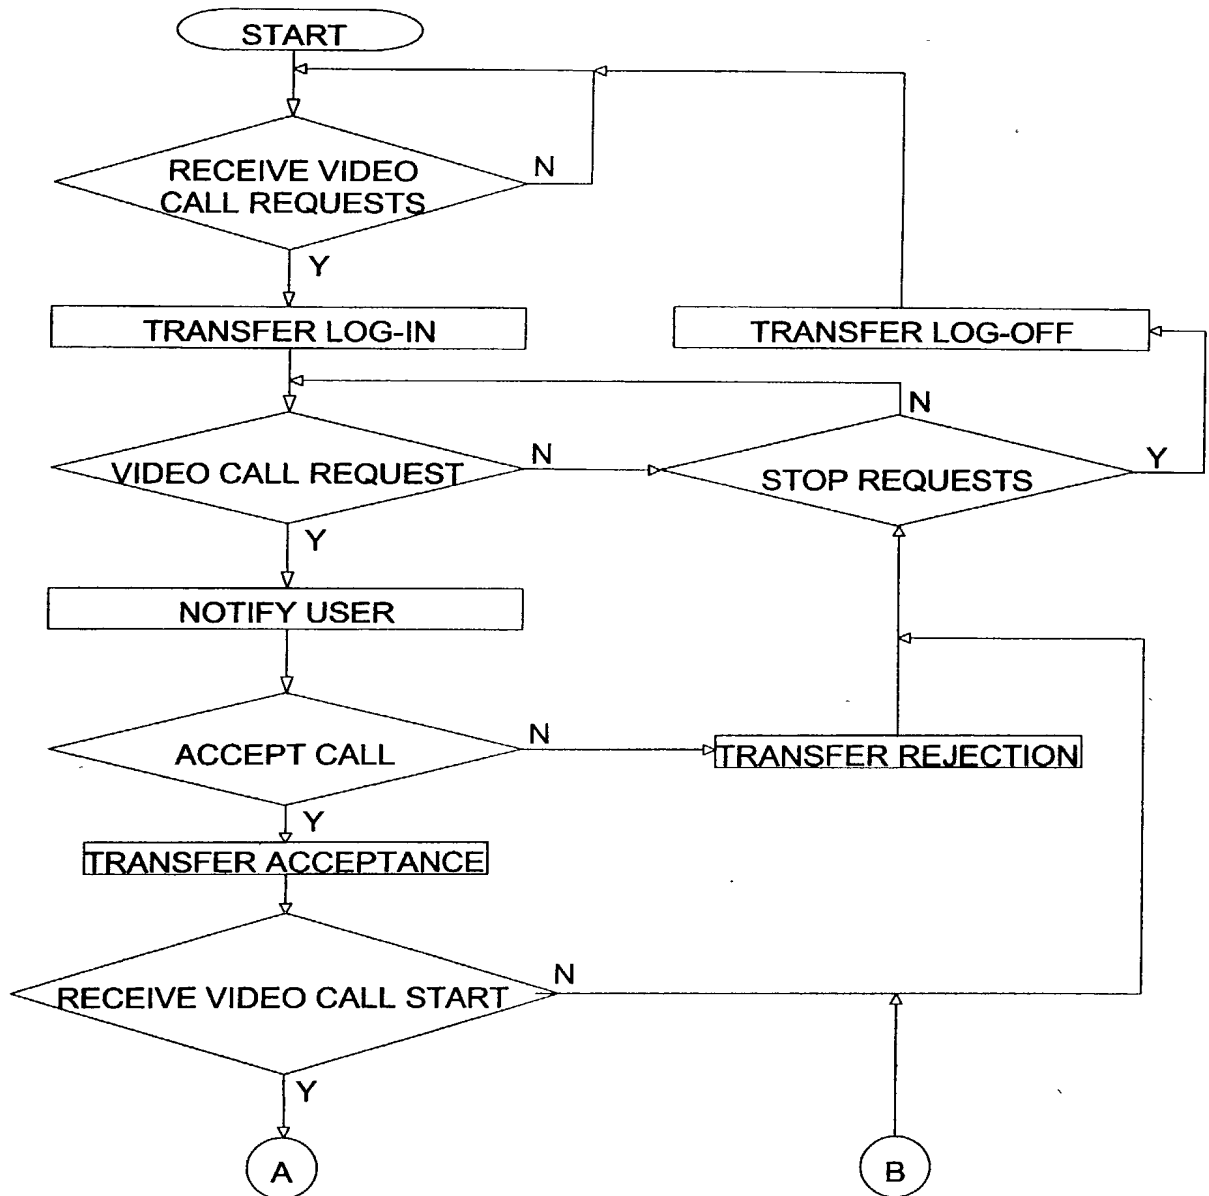 START
RECEIVE VIDEO
CALL REQUESTS
N
Y
TRANSFER LOG-IN
TRANSFER LOG-OFF
N
VIDEO CALL REQUEST
N
STOP REQUESTS
Y
Y
NOTIFY USER
ACCEPT CALL
N
TRANSFER REJECTION
Y
TRANSFER ACCEPTANCE
RECEIVE VIDEO CALL START
N
Y
A
B